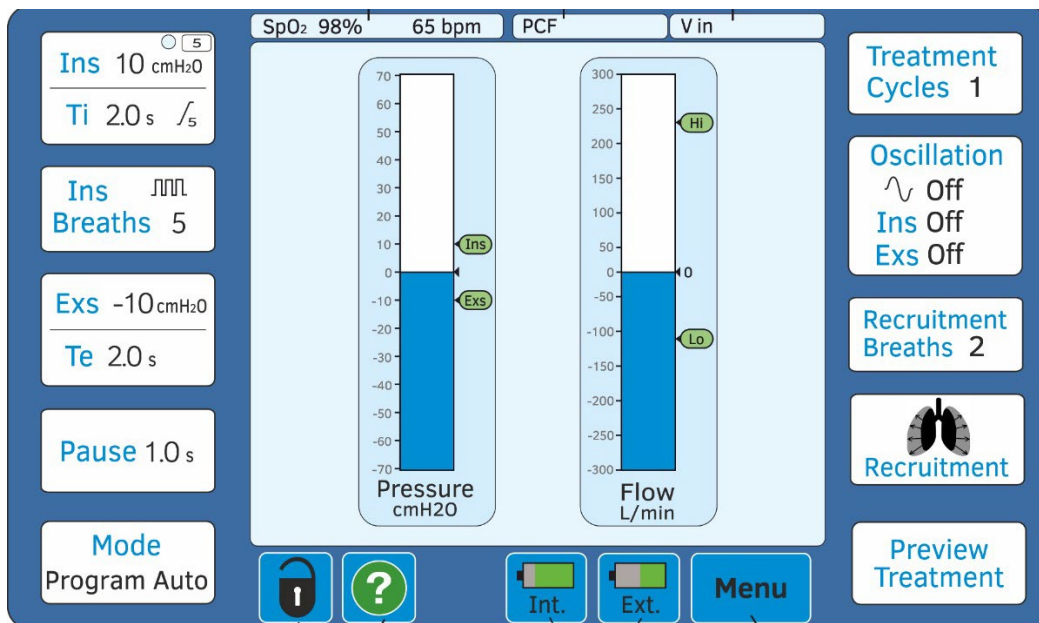 SpO₂ 98% 65 bpm
PCF
V in
5
Ins 10 cmH₂O
Ti 2.0 s 5
Ins
Breaths 5
Exs -10 cmH₂O
Te 2.0 s
Pause 1.0 s
Mode
Program Auto
70
60
50
40
30
20
10
0
-10
-20
-30
-40
-50
-60
-70
Ins
Exs
Pressure
cmH2O
300
250
200
150
100
50
0
-50
-100
-150
-200
-250
-300
Hi
0
Lo
Flow
L/min
Treatment
Cycles 1
Oscillation
Off
Ins Off
Exs Off
Recruitment
Breaths 2
Recruitment
Preview
Treatment
?
Int.
Ext.
Menu